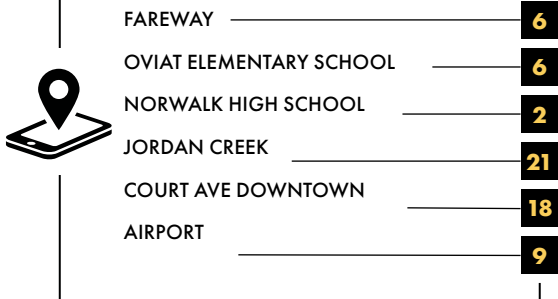 FAREWAY 6
OVIAT ELEMENTARY SCHOOL 6
NORWALK HIGH SCHOOL 2
JORDAN CREEK 21
COURT AVE DOWNTOWN 18
AIRPORT 9